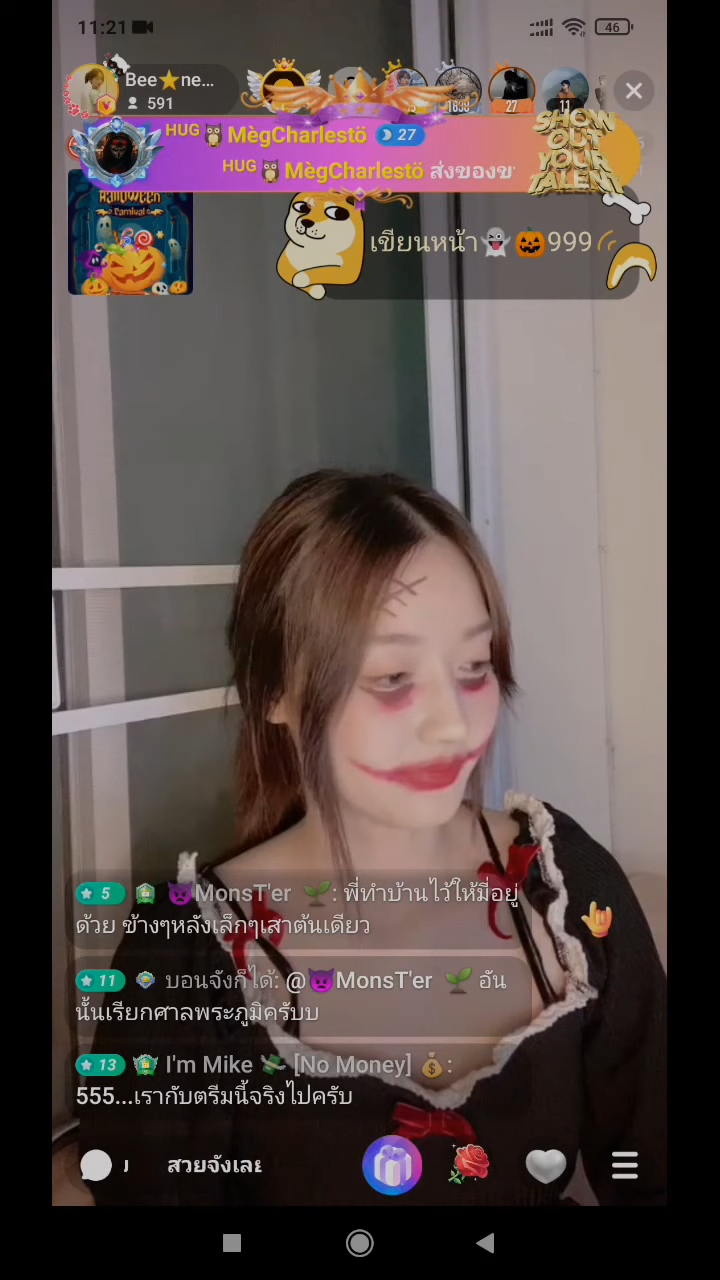 11:21
46
Bee⭐ne...
591
1899
27
11
HUG🦉MègCharlestö 27
HUG🦉MègCharlestö ส่งของข
SHOW
OUT
YOUR
TALENT
Halloween
Carnival
เขียนหน้า👻🎃999
5 👿MonsT'er 🌱: พี่ทำบ้านไว้ให้มี่อยู่
ด้วย ข้างๆหลังเล็กๆเสาต้นเดียว
11 บอนจังก็ได้: @👿MonsT'er 🌱 อัน
นั้นเรียกศาลพระภูมิครับบ
13 I'm Mike 💸 [No Money] 💰:
555...เรากับตรีมนี้จริงไปครับ
สวยจังเลย